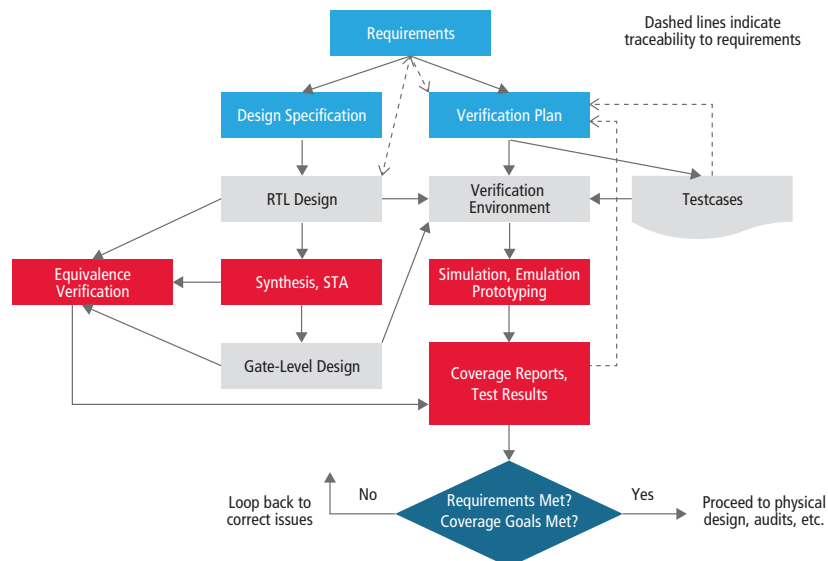 Requirements
Dashed lines indicate
traceability to requirements
Design Specification
Verification Plan
RTL Design
Verification
Environment
Testcases
Equivalence
Verification
Synthesis, STA
Simulation, Emulation
Prototyping
Gate-Level Design
Coverage Reports,
Test Results
Loop back to
correct issues
No
Requirements Met?
Coverage Goals Met?
Yes
Proceed to physical
design, audits, etc.